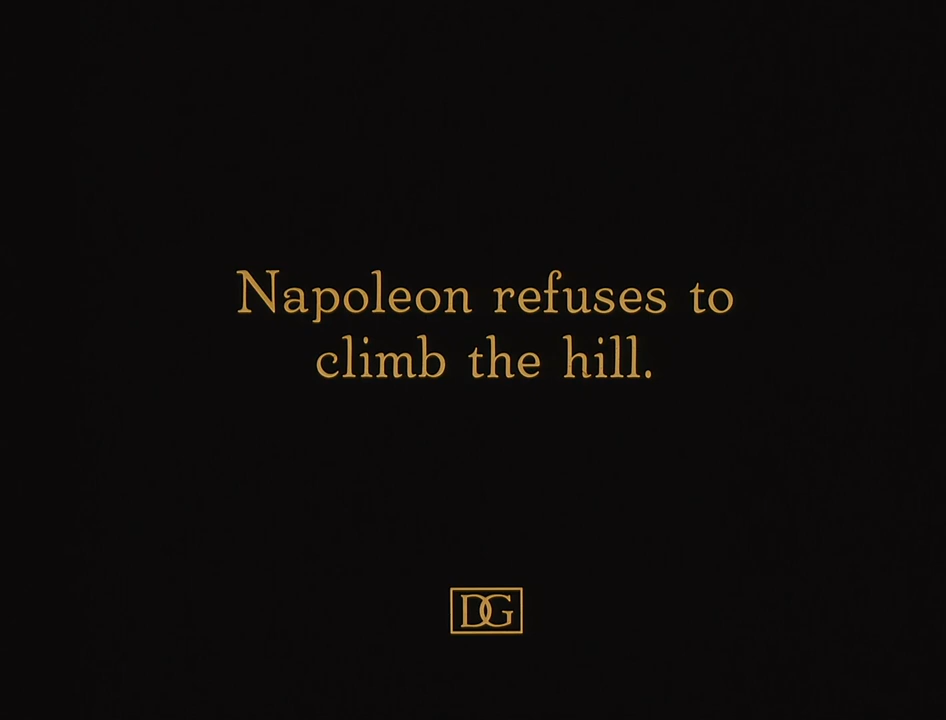 Napoleon refuses to
climb the hill.
DG